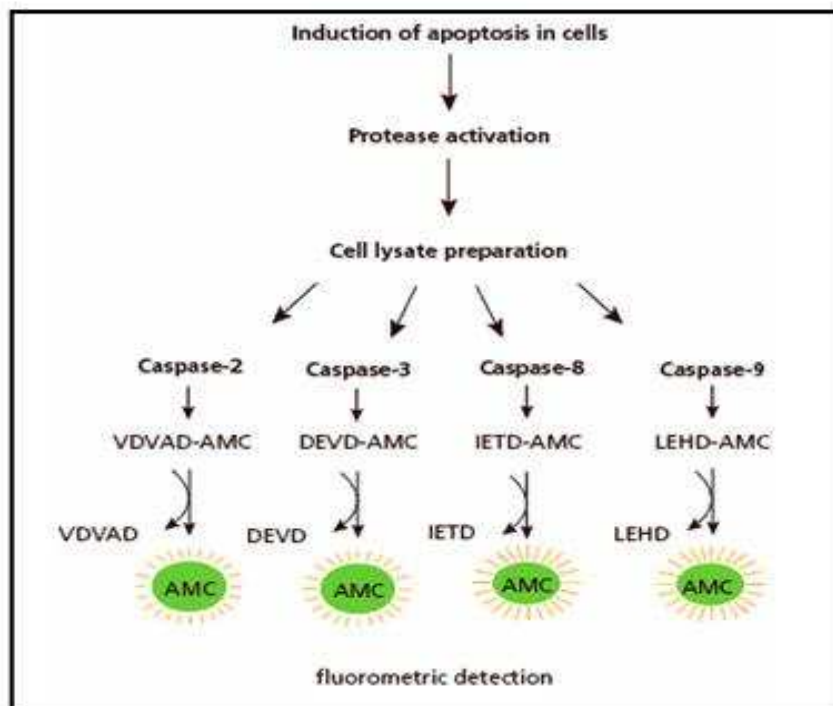 Induction of apoptosis in cells
Protease activation
Cell lysate preparation
Caspase-2 Caspase-3 Caspase-8 Caspase-9
VDVAD-AMC DEVD-AMC IETD-AMC LEHD-AMC
VDVAD DEVD IETD LEHD
AMC AMC AMC AMC
fluorometric detection